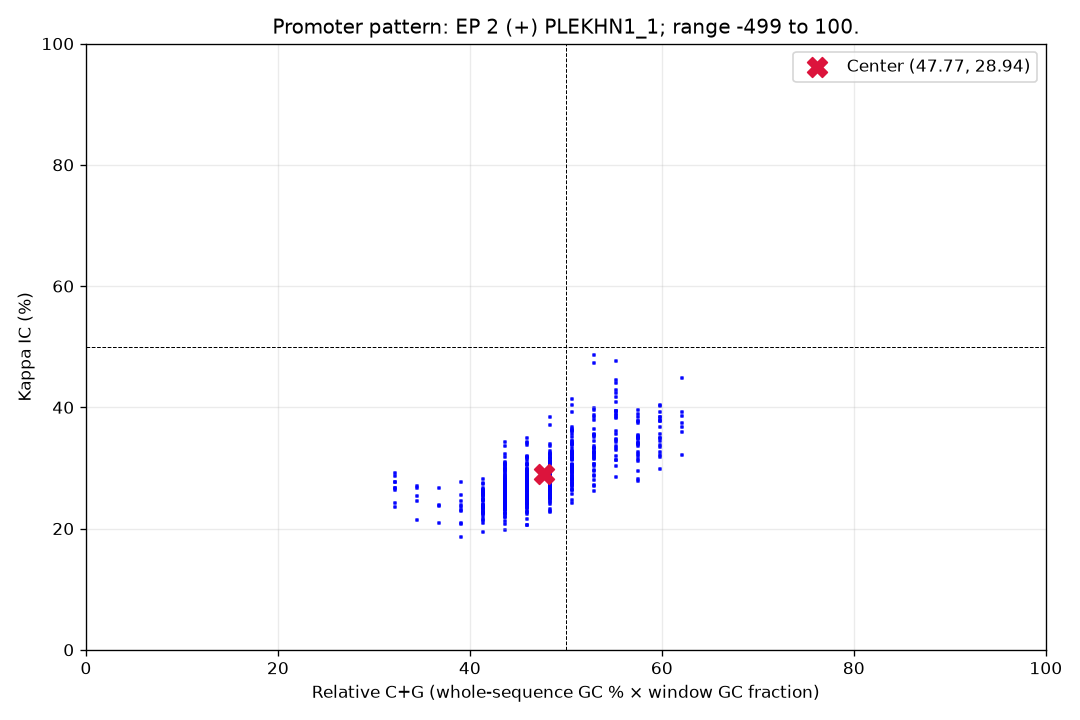 Promoter pattern: EP 2 (+) PLEKHN1_1; range -499 to 100.
Center (47.77, 28.94)
100
80
60
40
20
0
Kappa IC (%)
0 20 40 60 80 100
Relative C+G (whole-sequence GC % × window GC fraction)